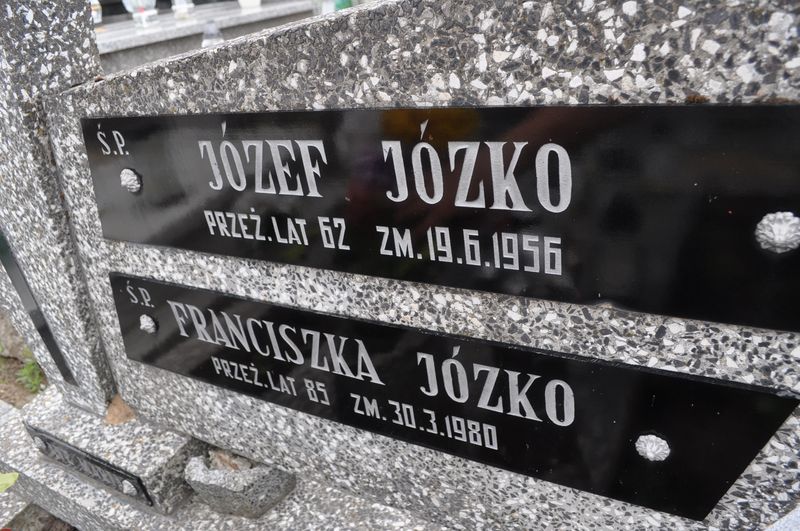 Ś.P.
JÓZEF JÓZKO
PRZEŻ. LAT 62 ZM. 19.6.1956
Ś.P.
FRANCISZKA JÓZKO
PRZEŻ. LAT 85 ZM. 30.3.1980